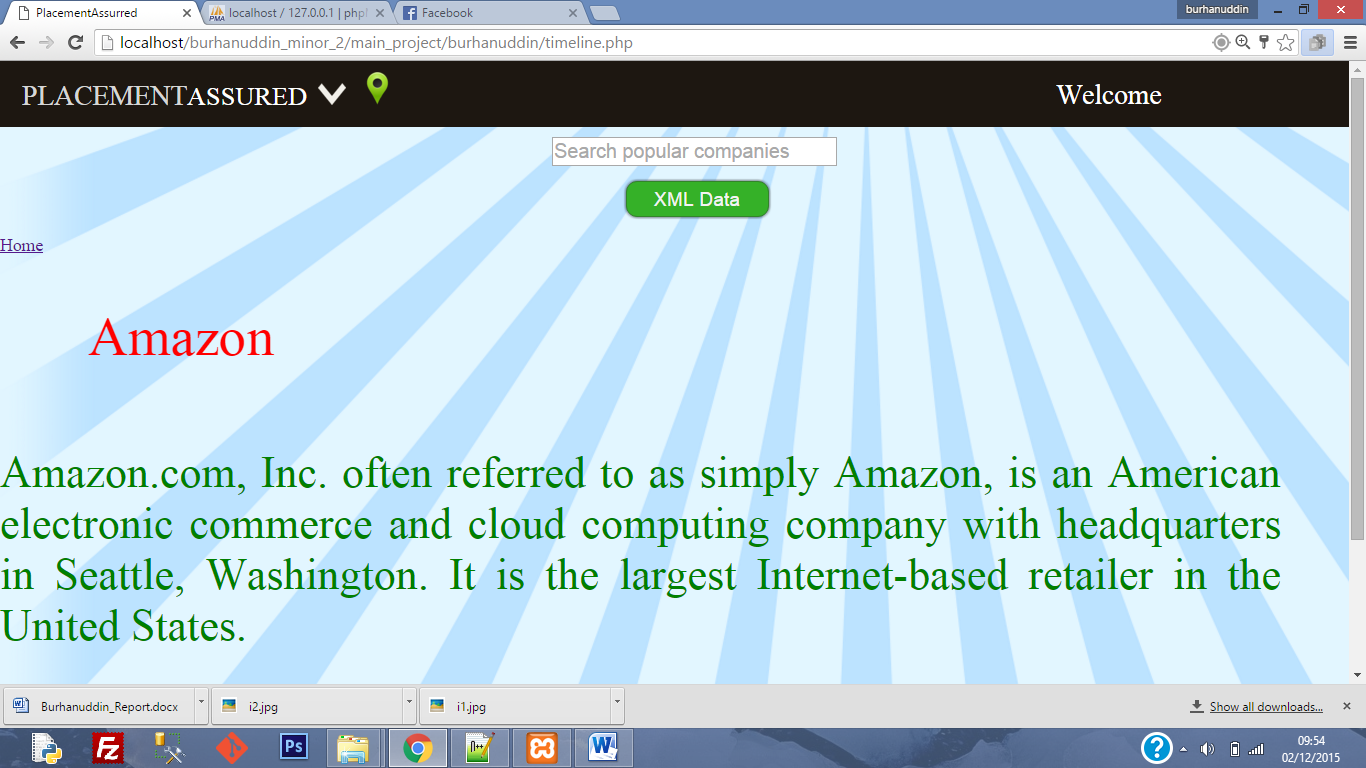 PlacementAssurred
localhost / 127.0.0.1 | php
Facebook
burhanuddin
localhost/burhanuddin_minor_2/main_project/burhanuddin/timeline.php
PLACEMENTASSURED
Welcome
Search popular companies
XML Data
Home
Amazon
Amazon.com, Inc. often referred to as simply Amazon, is an American
electronic commerce and cloud computing company with headquarters
in Seattle, Washington. It is the largest Internet-based retailer in the
United States.
Burhanuddin_Report.docx
i2.jpg
i1.jpg
Show all downloads...
09:54
02/12/2015